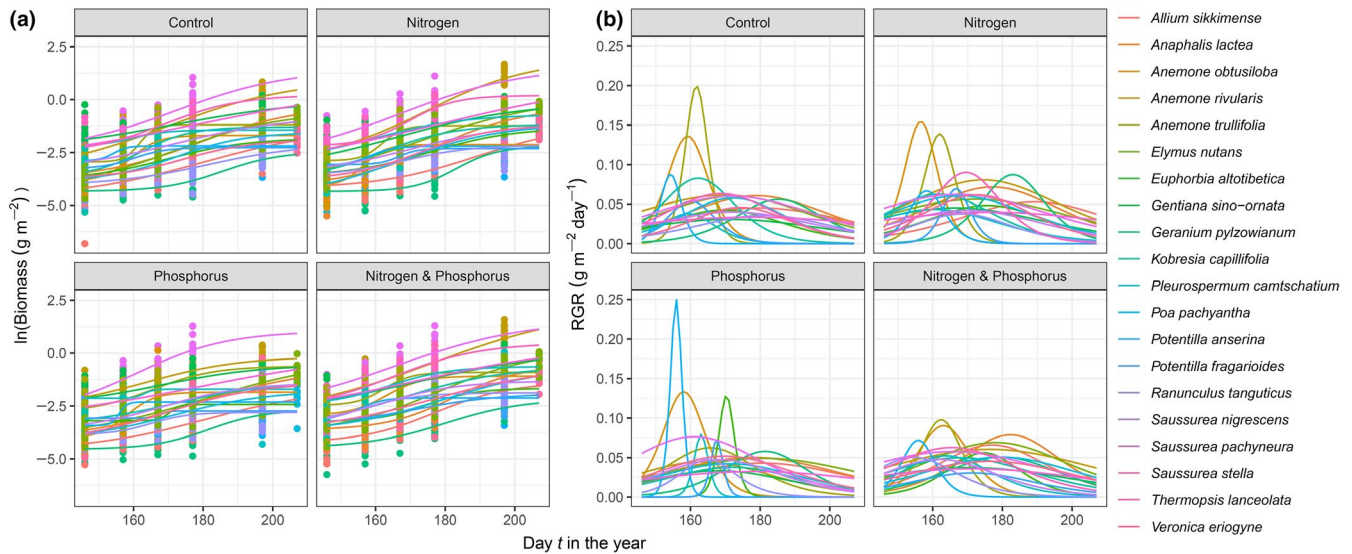 (a)
Control
Nitrogen
2.5
0.0
−2.5
−5.0
Phosphorus
Nitrogen & Phosphorus
2.5
0.0
−2.5
−5.0
160 180 200
160 180 200
ln(Biomass (g m−2))
(b)
Control
Nitrogen
0.25
0.20
0.15
0.10
0.05
0.00
Phosphorus
Nitrogen & Phosphorus
0.25
0.20
0.15
0.10
0.05
0.00
160 180 200
160 180 200
RGR (g m−2 day−1)
Day t in the year
Allium sikkimense
Anaphalis lactea
Anemone obtusiloba
Anemone rivularis
Anemone trullifolia
Elymus nutans
Euphorbia altotibetica
Gentiana sino−ornata
Geranium pylzowianum
Kobresia capillifolia
Pleurospermum camtschatium
Poa pachyantha
Potentilla anserina
Potentilla fragarioides
Ranunculus tanguticus
Saussurea nigrescens
Saussurea pachyneura
Saussurea stella
Thermopsis lanceolata
Veronica eriogyne